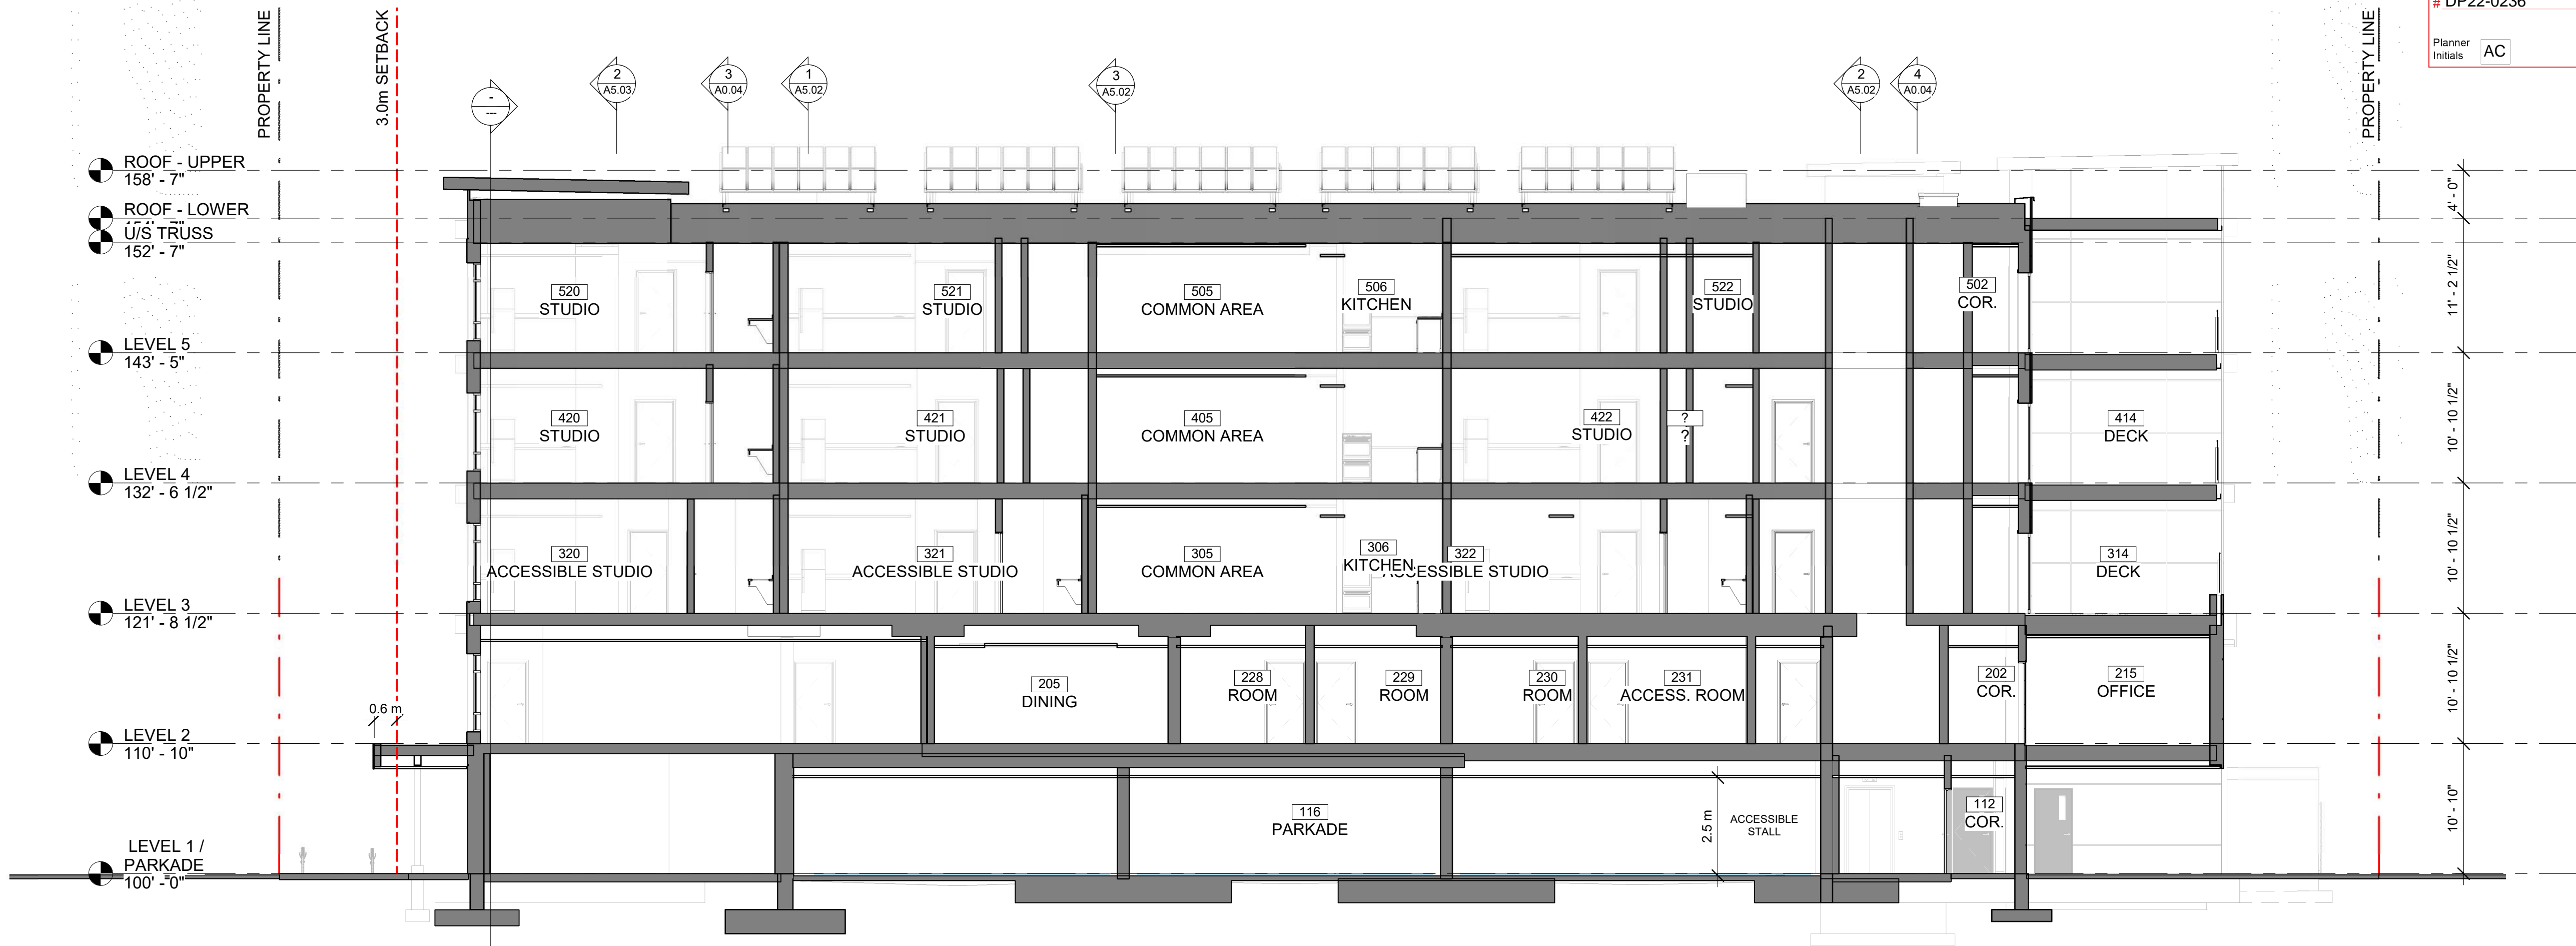 # DP22-0236
Planner
Initials
AC
PROPERTY LINE
3.0m SETBACK
PROPERTY LINE
-
---
2
A5.03
3
A0.04
1
A5.02
3
A5.02
2
A5.02
4
A0.04
ROOF - UPPER
158' - 7"
ROOF - LOWER
U/S TRUSS
152' - 7"
LEVEL 5
143' - 5"
LEVEL 4
132' - 6 1/2"
LEVEL 3
121' - 8 1/2"
LEVEL 2
110' - 10"
LEVEL 1 /
PARKADE
100' - 0"
4' - 0"
11' - 2 1/2"
10' - 10 1/2"
10' - 10 1/2"
10' - 10 1/2"
10' - 10"
520
STUDIO
521
STUDIO
505
COMMON AREA
506
KITCHEN
522
STUDIO
502
COR.
420
STUDIO
421
STUDIO
405
COMMON AREA
422
STUDIO
?
?
414
DECK
320
ACCESSIBLE STUDIO
321
ACCESSIBLE STUDIO
305
COMMON AREA
306
KITCHEN
322
ACCESSIBLE STUDIO
314
DECK
205
DINING
228
ROOM
229
ROOM
230
ROOM
231
ACCESS. ROOM
202
COR.
215
OFFICE
0.6 m
116
PARKADE
2.5 m
ACCESSIBLE
STALL
112
COR.